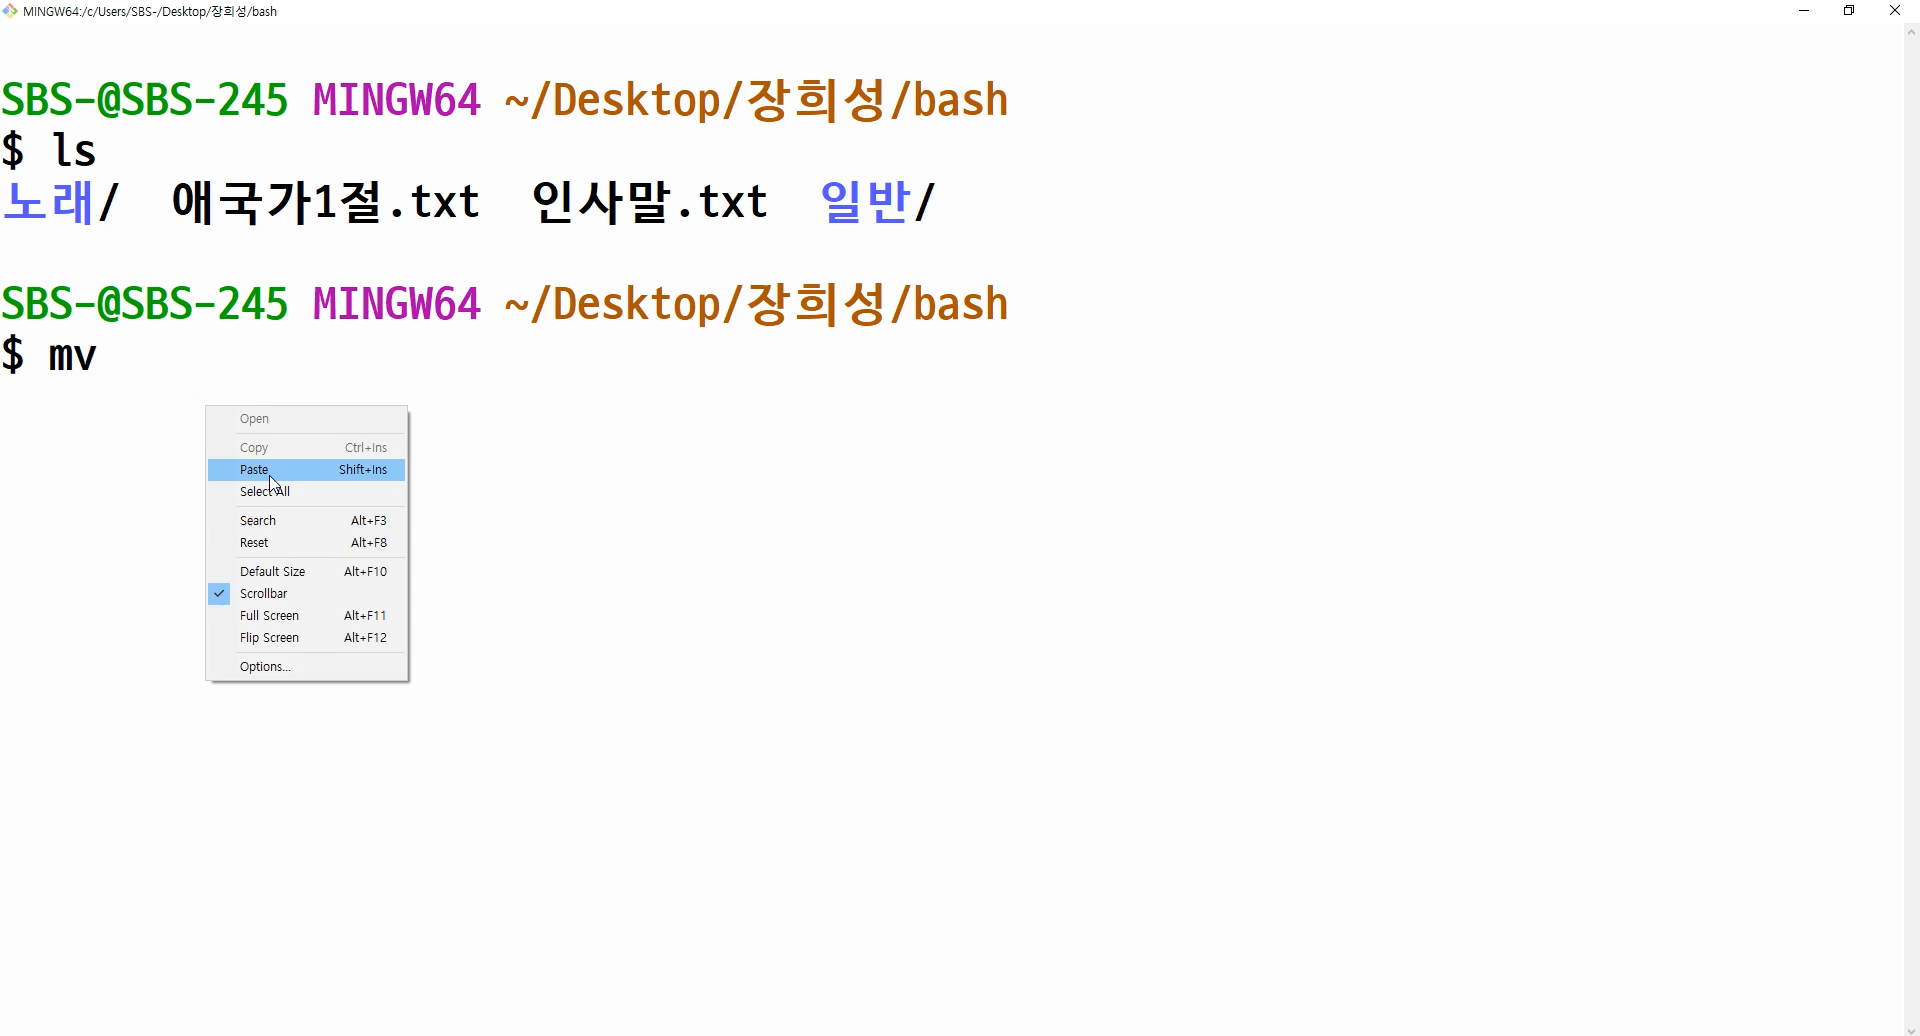 MINGW64:/c/Users/SBS-/Desktop/장희성/bash
SBS-@SBS-245 MINGW64 ~/Desktop/장희성/bash
$ ls
노래/ 애국가1절.txt 인사말.txt 일반/
SBS-@SBS-245 MINGW64 ~/Desktop/장희성/bash
$ mv
Open
Copy Ctrl+Ins
Paste Shift+Ins
Select All
Search Alt+F3
Reset Alt+F8
Default Size Alt+F10
Scrollbar
Full Screen Alt+F11
Flip Screen Alt+F12
Options...